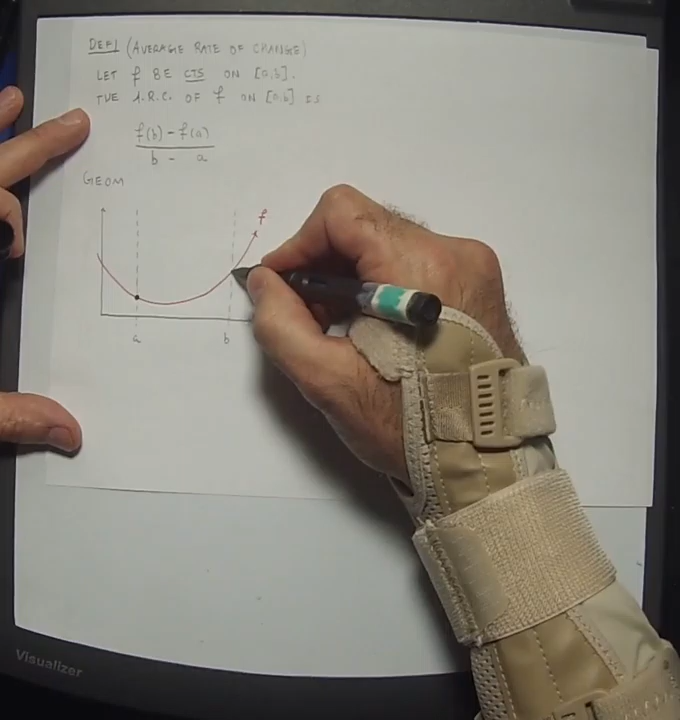 DEF1 (AVERAGE RATE OF CHANGE)
LET f BE CTS ON [a,b].
THE A.R.C. OF f ON [a,b] IS
f(b) - f(a)
b - a
GEOM
f
a b
Visualizer